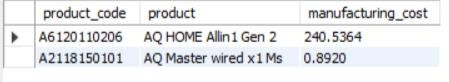 product_code product manufacturing_cost
A6120110206 AQ HOME Allin1 Gen 2 240.5364
A2118150101 AQ Master wired x1 Ms 0.8920